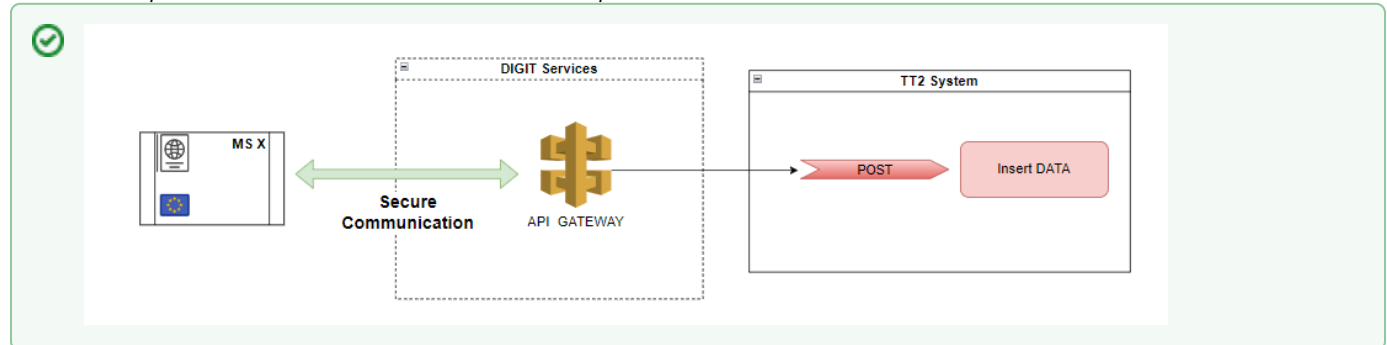 DIGIT Services
TT2 System
MS X
POST
Insert DATA
Secure
Communication
API GATEWAY